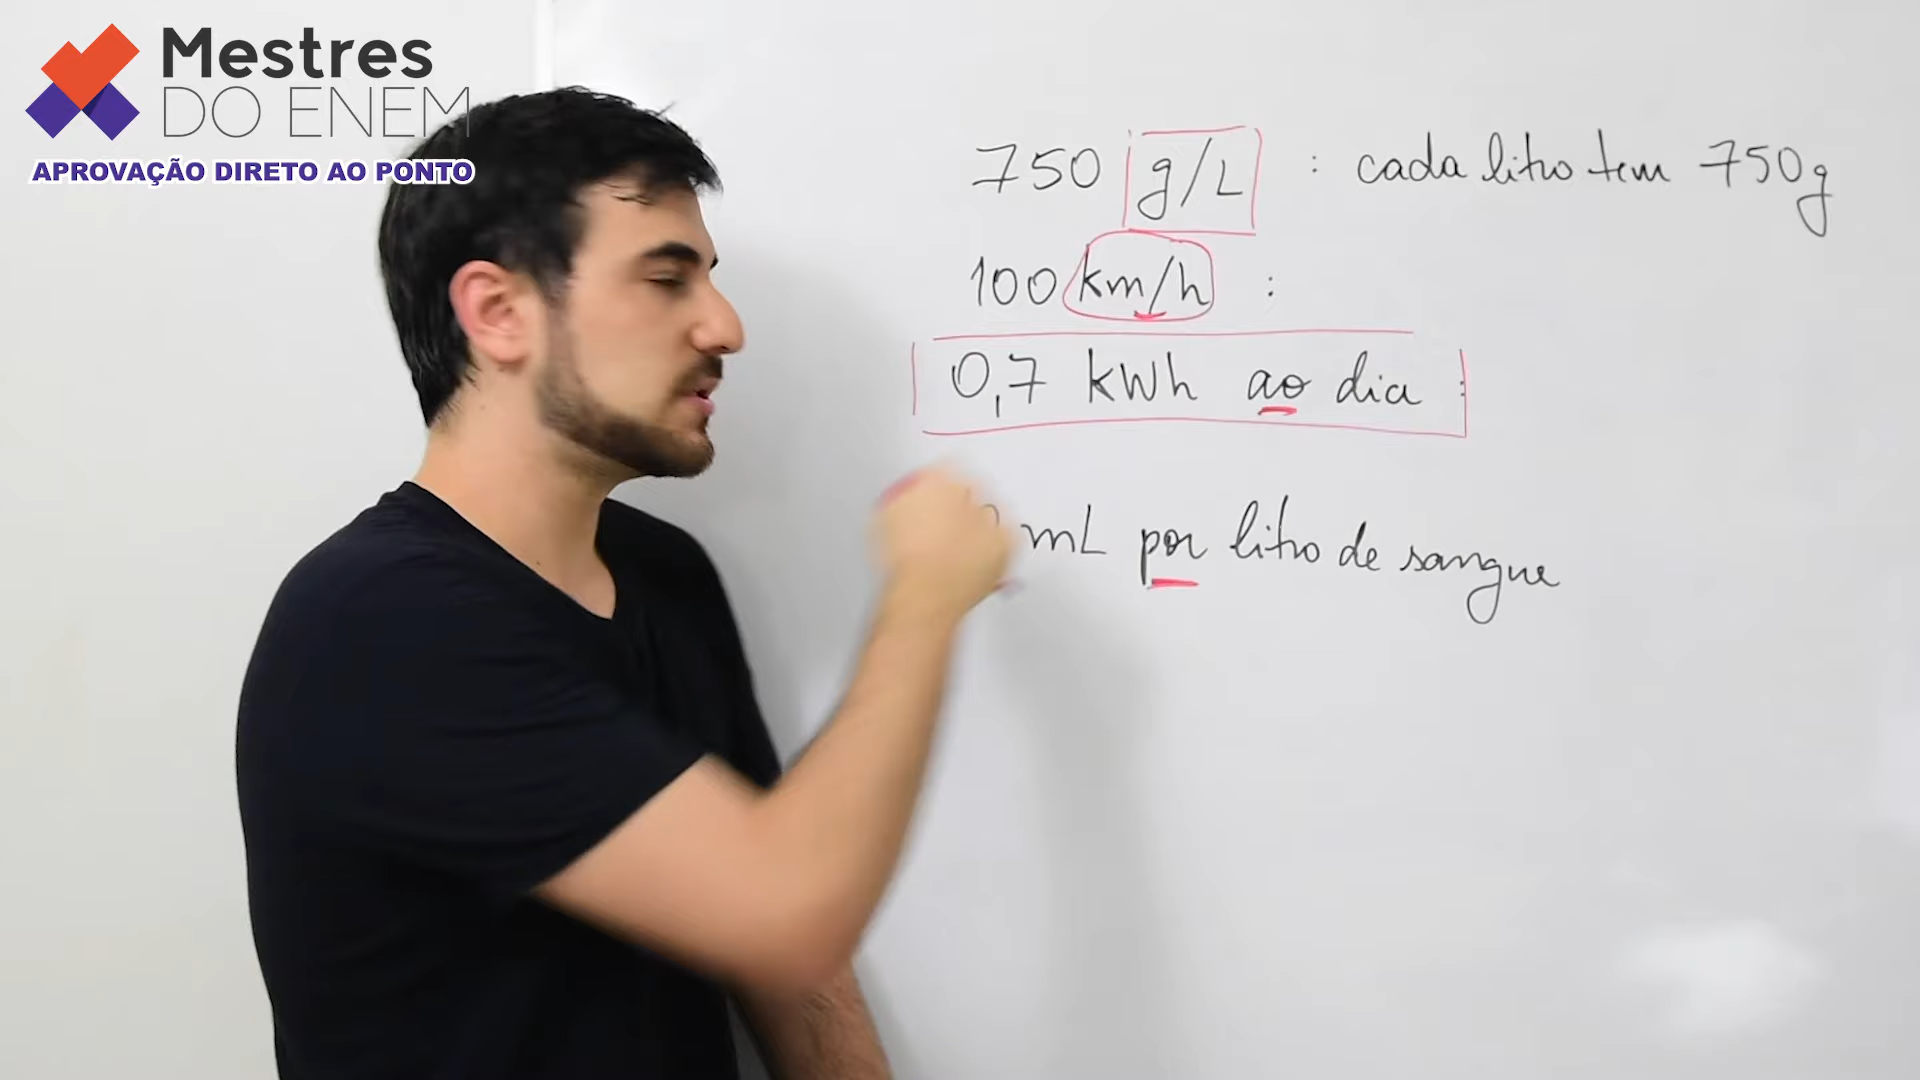 Mestres
DO ENEM
APROVAÇÃO DIRETO AO PONTO
750 g/L : cada litro tem 750g
100 km/h :
0,7 kWh ao dia :
mL por litro de sangue